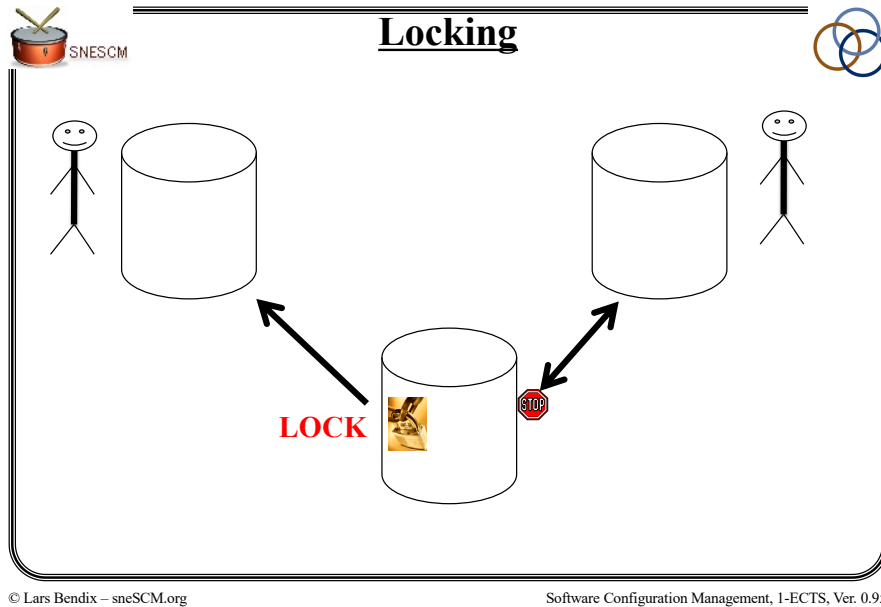 SNESCM
Locking
STOP
LOCK
© Lars Bendix – sneSCM.org
Software Configuration Management, 1-ECTS, Ver. 0.9